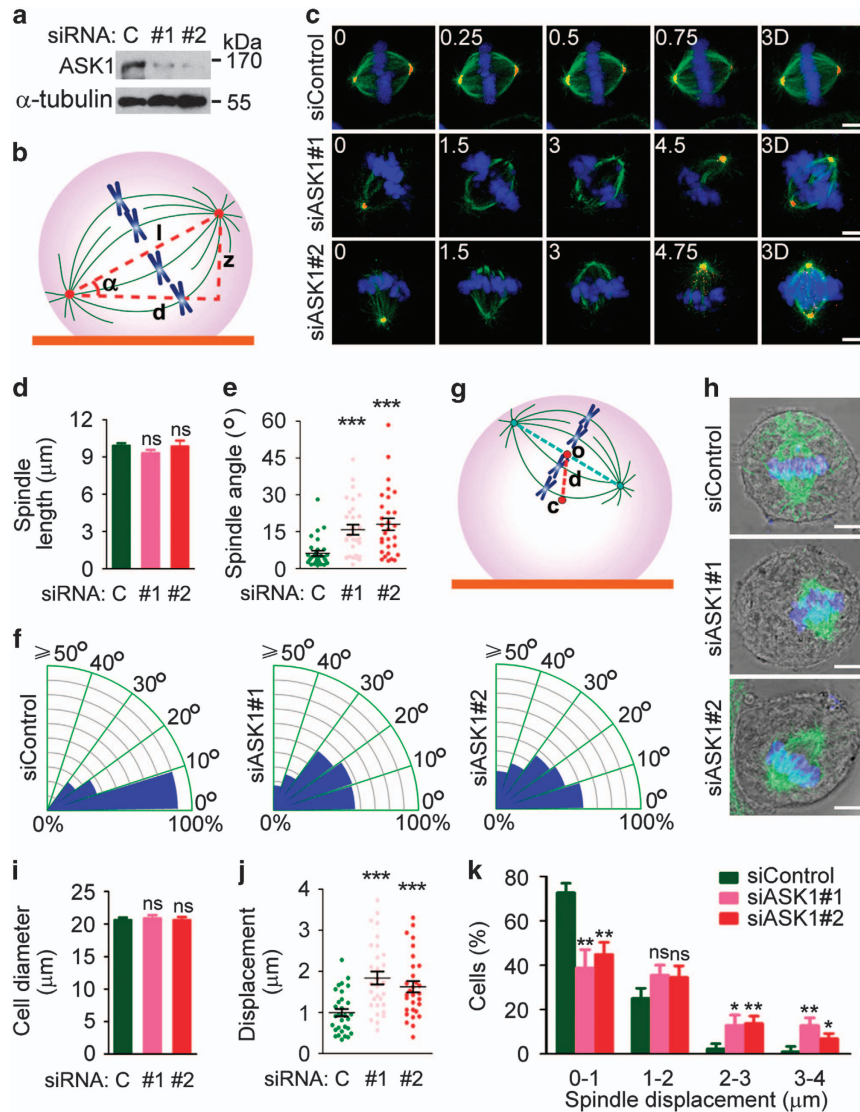 a
siRNA: C #1 #2 kDa
ASK1 170
α-tubulin 55
b
l
α
z
d
c
siControl
0 0.25 0.5 0.75 3D
siASK1#1
0 1.5 3 4.5 3D
siASK1#2
0 1.5 3 4.75 3D
d
Spindle
length (μm)
12
9
6
3
0
ns ns
siRNA: C #1 #2
e
Spindle angle (°)
60
45
30
15
0
*** ***
siRNA: C #1 #2
f
siControl
⩾50° 40° 30° 20° 10° 0°
0% 100%
siASK1#1
⩾50° 40° 30° 20° 10° 0°
0% 100%
siASK1#2
⩾50° 40° 30° 20° 10° 0°
0% 100%
g
o
d
c
h
siControl
siASK1#1
siASK1#2
i
Cell diameter
(μm)
25
20
15
10
5
0
ns ns
siRNA: C #1 #2
j
Displacement
(μm)
4
3
2
1
0
*** ***
siRNA: C #1 #2
k
Cells (%)
80
60
40
20
0
siControl
siASK1#1
siASK1#2
** **
ns ns
* **
** *
0-1 1-2 2-3 3-4
Spindle displacement (μm)